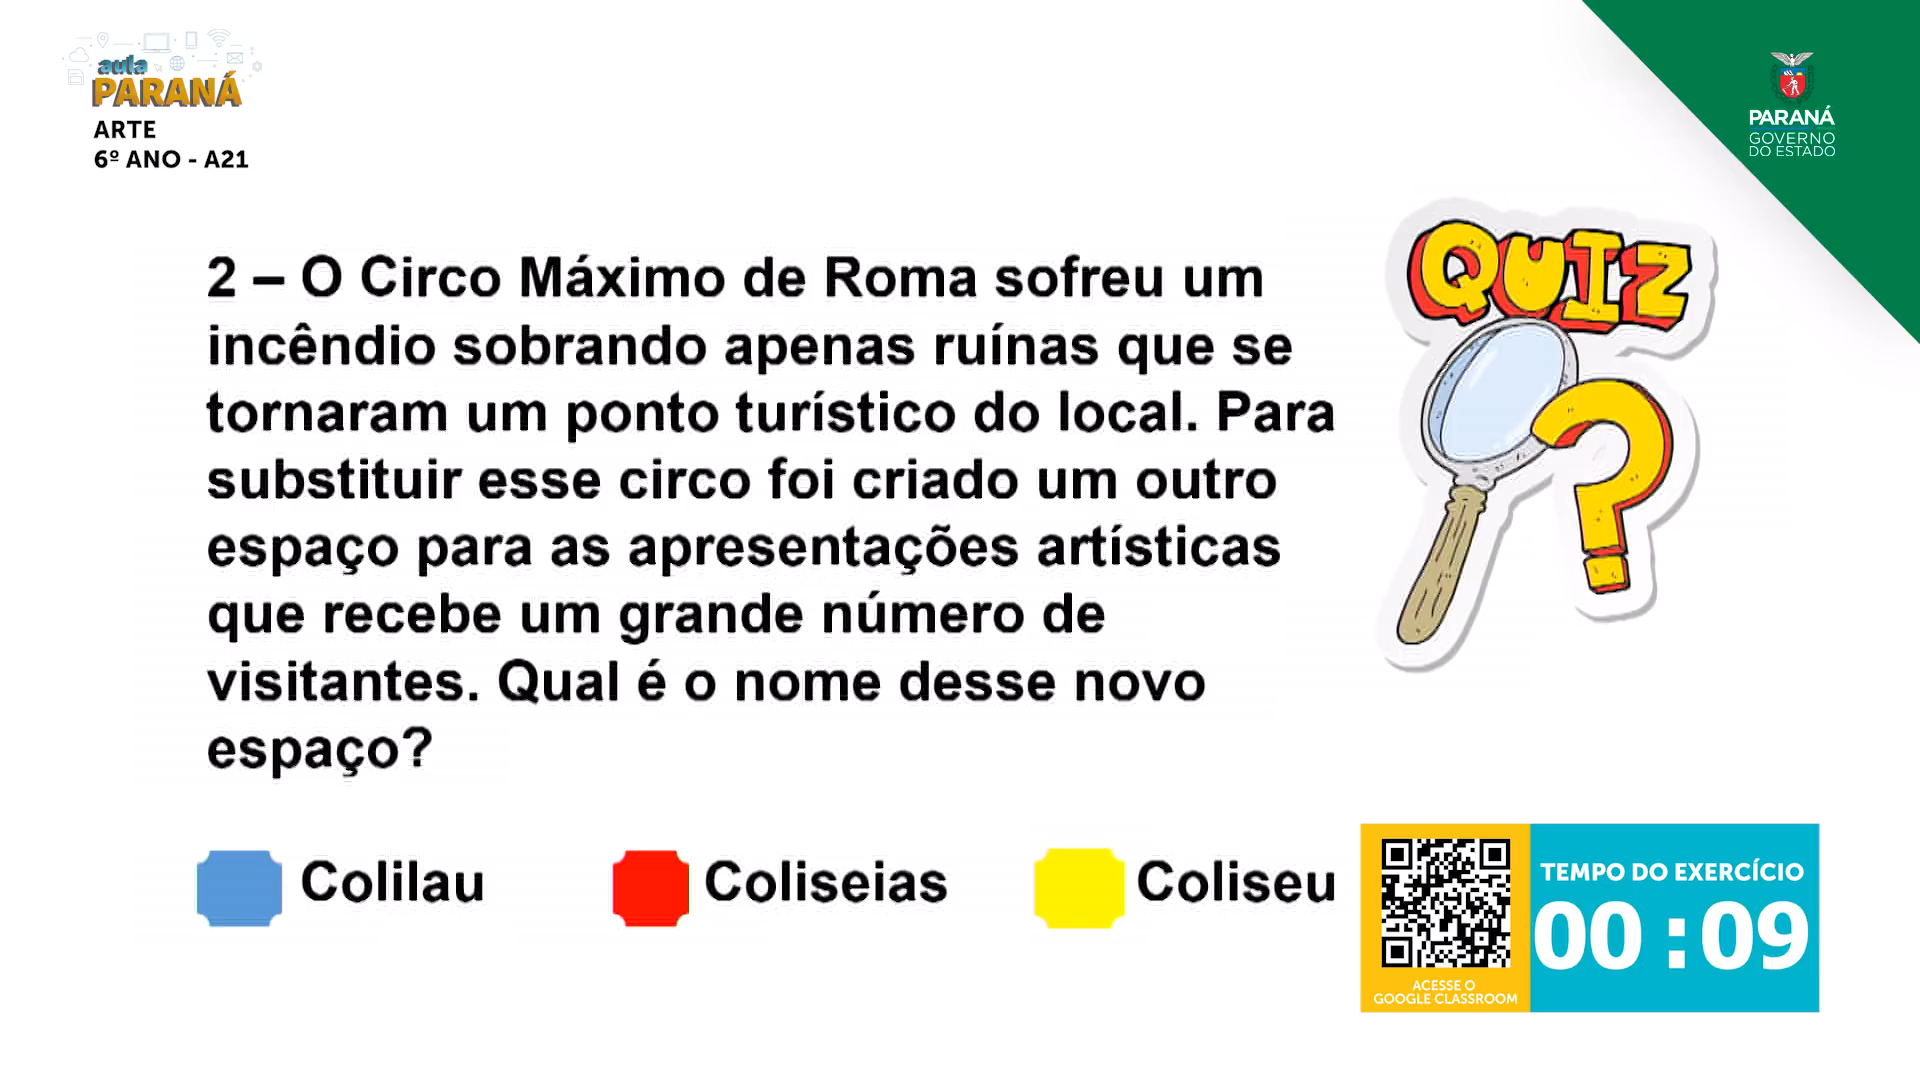 aula
PARANÁ
ARTE
6º ANO - A21
PARANÁ
GOVERNO
DO ESTADO
QUIZ
?
2 – O Circo Máximo de Roma sofreu um
incêndio sobrando apenas ruínas que se
tornaram um ponto turístico do local. Para
substituir esse circo foi criado um outro
espaço para as apresentações artísticas
que recebe um grande número de
visitantes. Qual é o nome desse novo
espaço?
Colilau
Coliseias
Coliseu
ACESSE O
GOOGLE CLASSROOM
TEMPO DO EXERCÍCIO
00 : 09